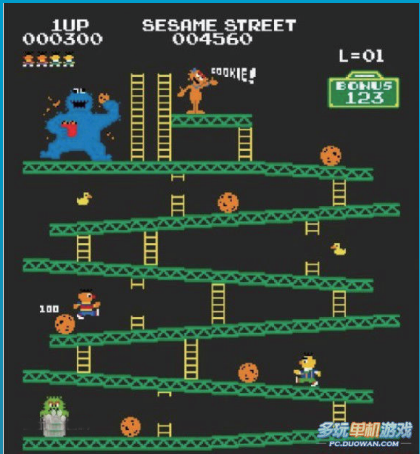 1UP
SESAME STREET
000300
004560
COOKIE!
L=01
BONUS
123
100
多玩单机游戏
PC.DUOWAN.COM